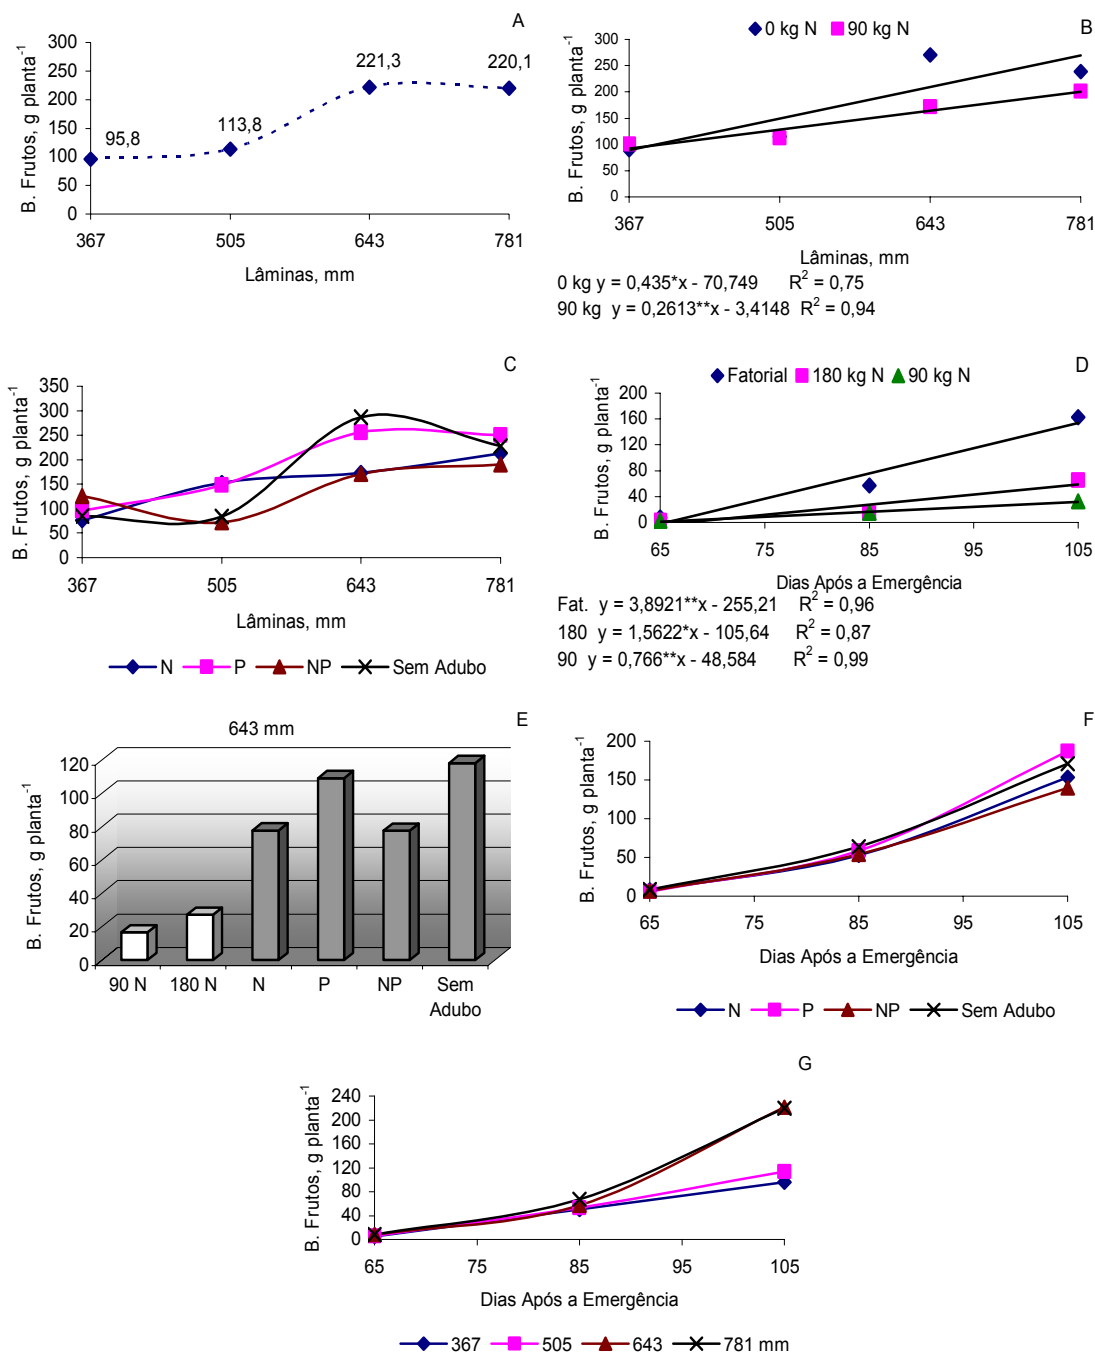 A
B. Frutos, g planta-1
300
250
200
150
100
50
0
95,8
113,8
221,3
220,1
367
505
643
781
Lâminas, mm
B
0 kg N
90 kg N
B. Frutos, g planta-1
300
250
200
150
100
50
0
367
505
643
781
Lâminas, mm
0 kg y = 0,435*x - 70,749 R2 = 0,75
90 kg y = 0,2613**x - 3,4148 R2 = 0,94
C
B. Frutos, g planta-1
350
300
250
200
150
100
50
0
367
505
643
781
Lâminas, mm
N
P
NP
Sem Adubo
D
Fatorial
180 kg N
90 kg N
B. Frutos, g planta-1
200
160
120
80
40
0
65
75
85
95
105
Dias Após a Emergência
Fat. y = 3,8921**x - 255,21 R2 = 0,96
180 y = 1,5622*x - 105,64 R2 = 0,87
90 y = 0,766**x - 48,584 R2 = 0,99
E
643 mm
B. Frutos, g planta-1
120
100
80
60
40
20
0
90 N
180 N
N
P
NP
Sem
Adubo
F
B. Frutos, g planta-1
200
150
100
50
0
65
75
85
95
105
Dias Após a Emergência
N
P
NP
Sem Adubo
G
B. Frutos, g planta-1
240
200
160
120
80
40
0
65
75
85
95
105
Dias Após a Emergência
367
505
643
781 mm